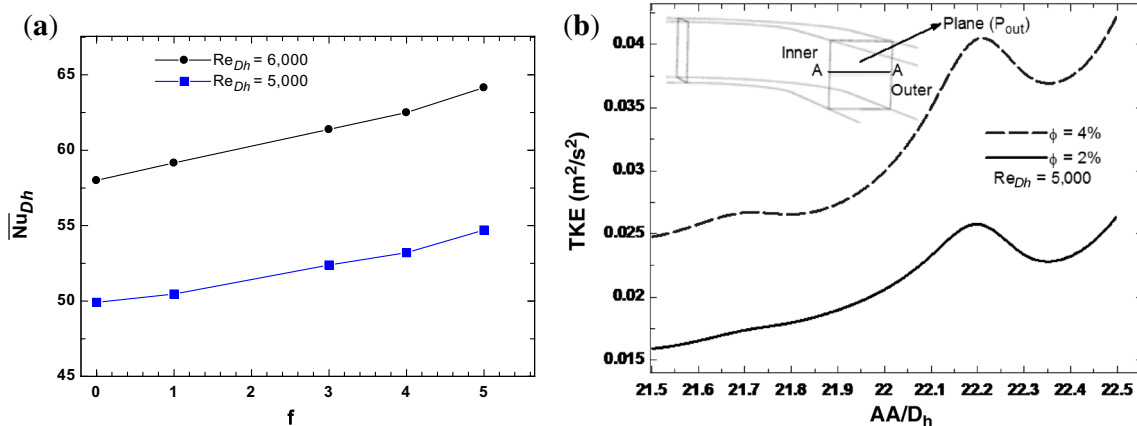 (a)
Re_Dh = 6,000
Re_Dh = 5,000
70
65
60
55
50
45
Nu_Dh
0 1 2 3 4 5
f
(b)
Plane (P_out)
Inner
A A
Outer
ϕ = 4%
ϕ = 2%
Re_Dh = 5,000
0.04
0.035
0.03
0.025
0.02
0.015
TKE (m²/s²)
21.5 21.6 21.7 21.8 21.9 22 22.1 22.2 22.3 22.4 22.5
AA/D_h